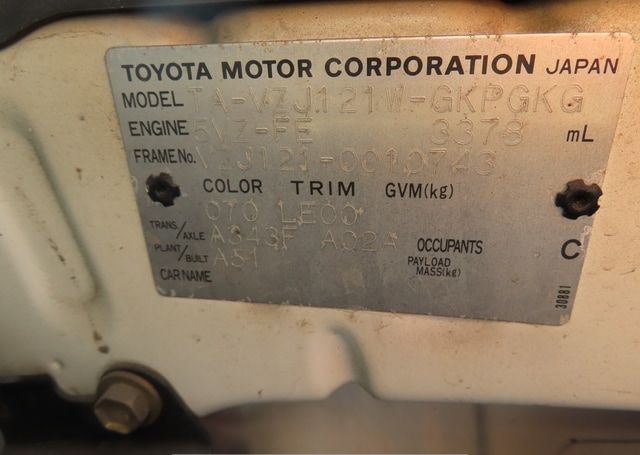 TOYOTA MOTOR CORPORATION JAPAN
MODEL TA-VZJ121W-GKPGKG
ENGINE 5VZ-FE 3378 mL
FRAME No. VZJ121-0010743
COLOR TRIM GVM(kg)
070 LE00
TRANS./AXLE A343F A02A OCCUPANTS C
PLANT/BUILT A51 PAYLOAD MASS(kg)
CAR NAME
30881